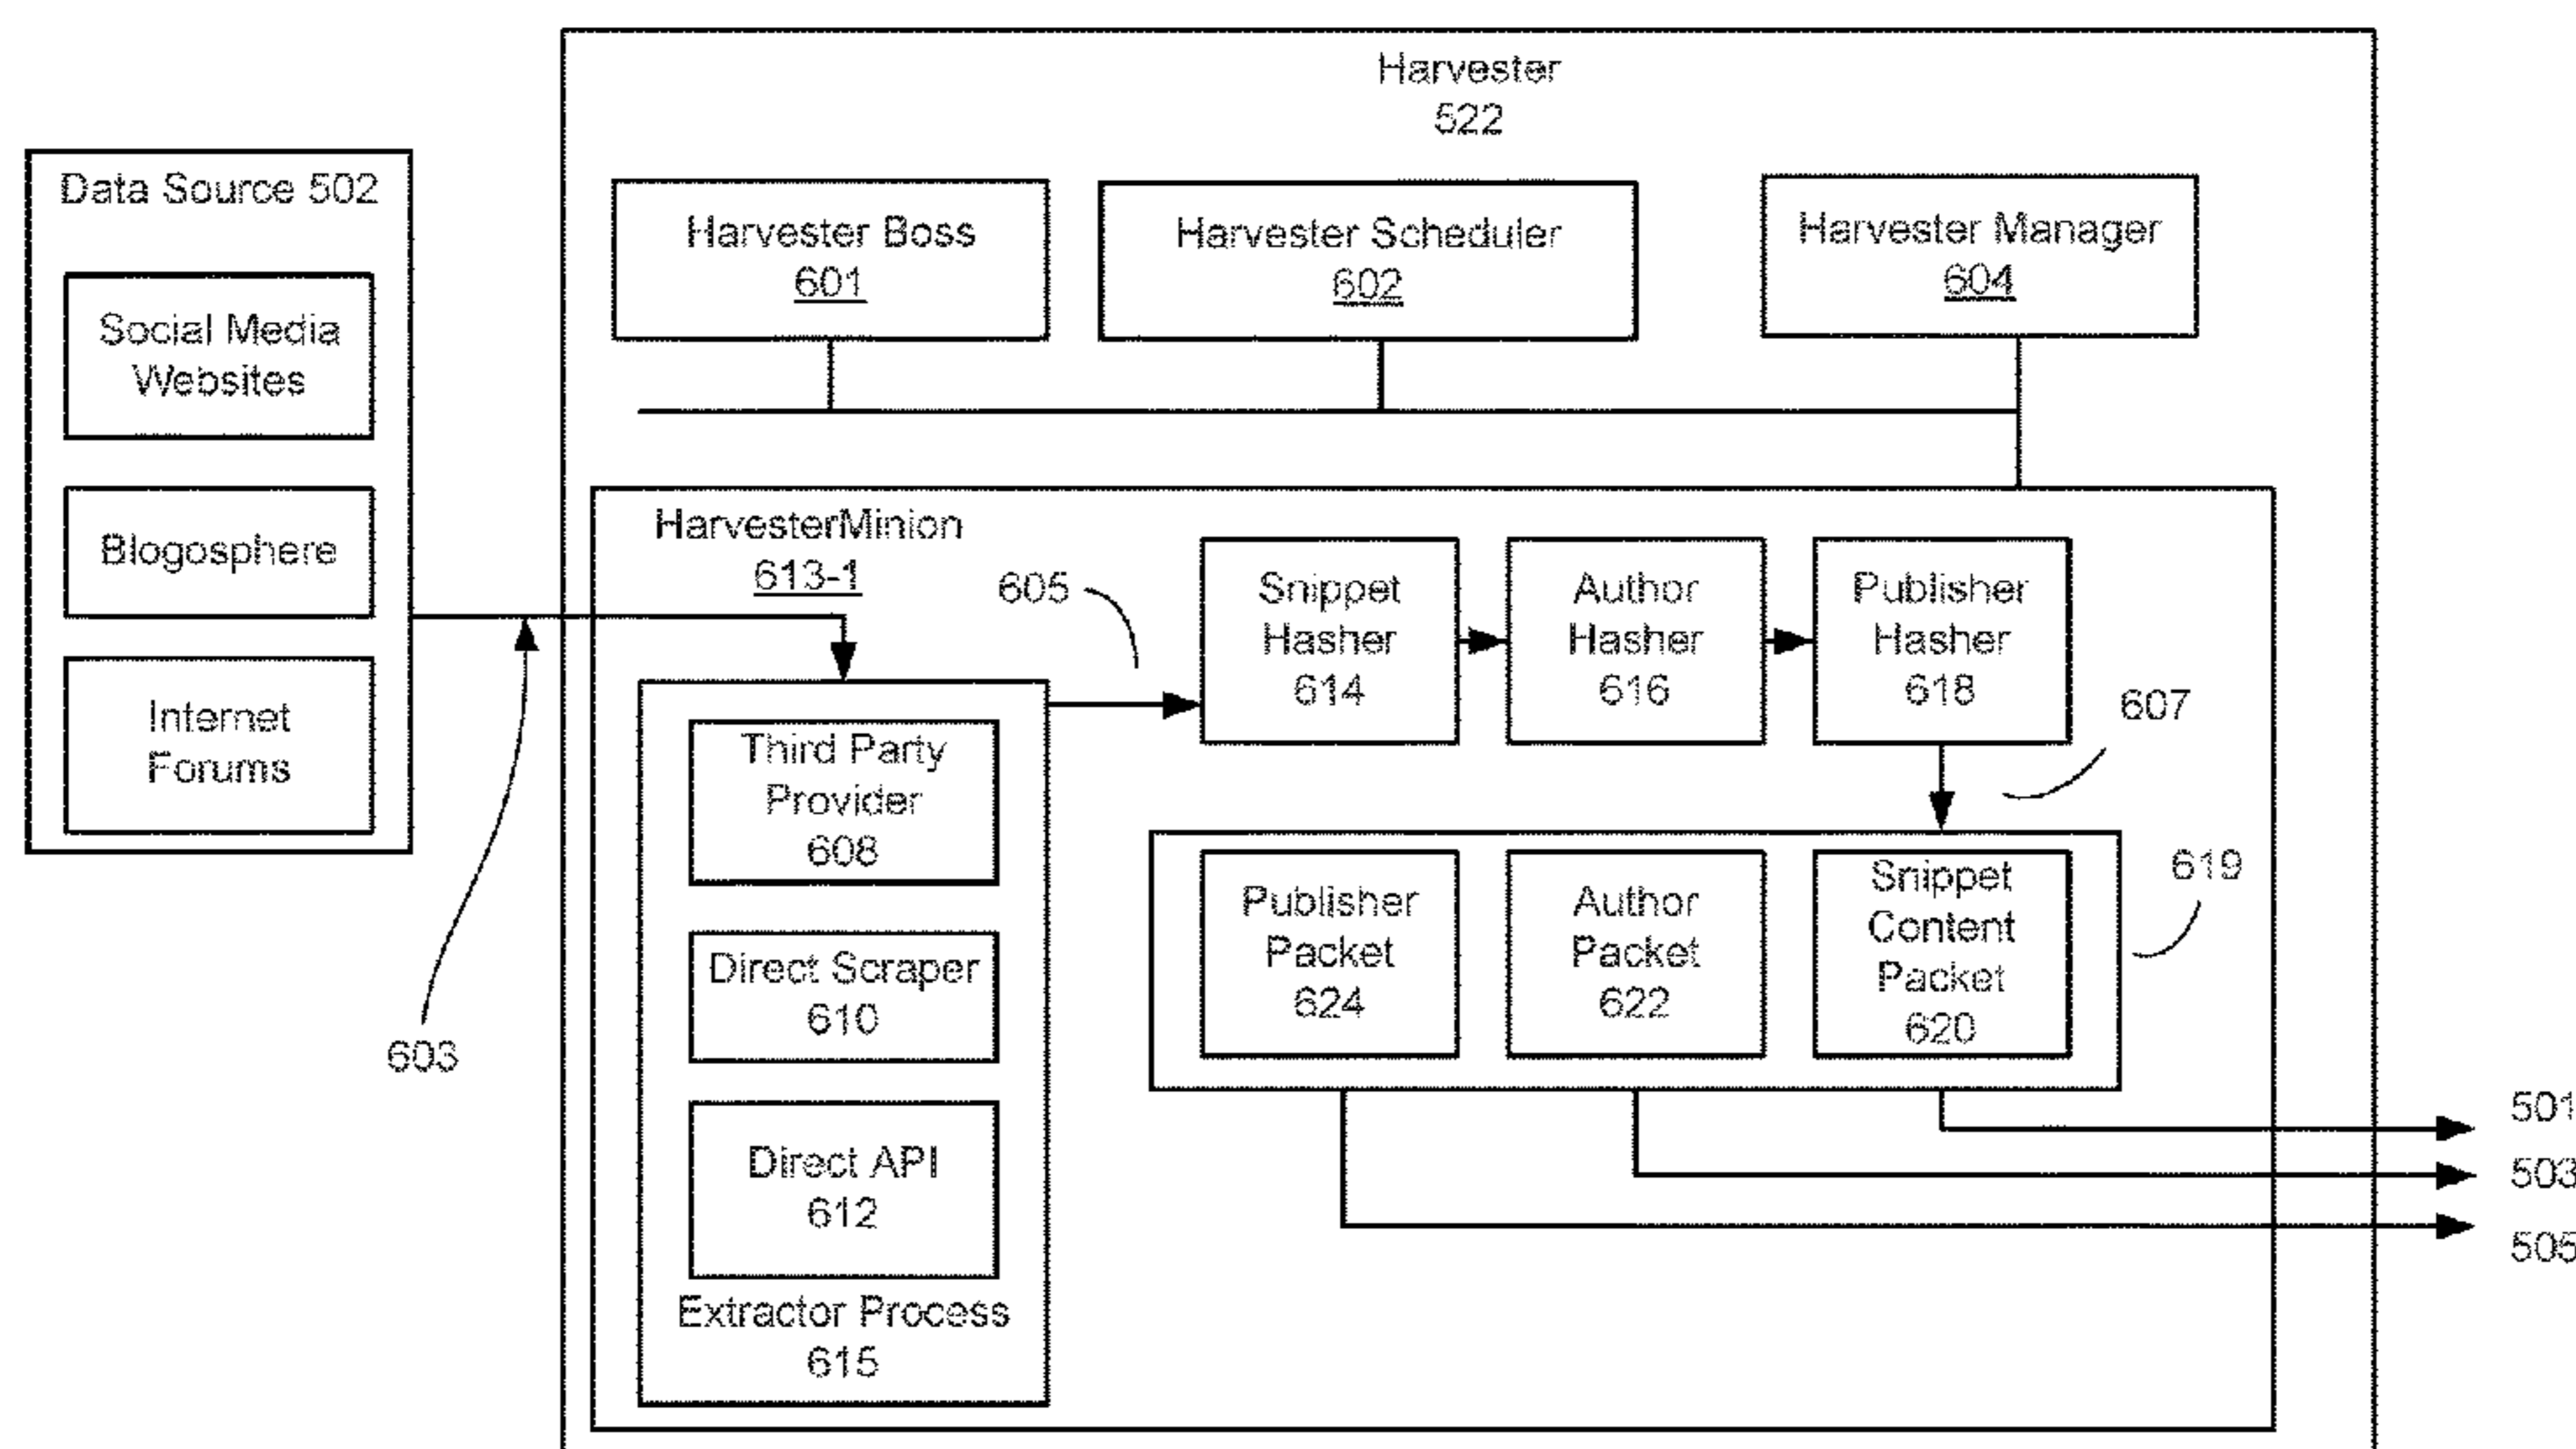 Harvester
522
Data Source 502
Social Media
Websites
Blogosphere
Internet
Forums
603
Harvester Boss
601
Harvester Scheduler
602
Harvester Manager
604
HarvesterMinion
613-1
605
Third Party
Provider
608
Direct Scraper
610
Direct API
612
Extractor Process
615
Snippet
Hasher
614
Author
Hasher
616
Publisher
Hasher
618
607
Publisher
Packet
624
Author
Packet
622
Snippet
Content
Packet
620
619
501
503
505